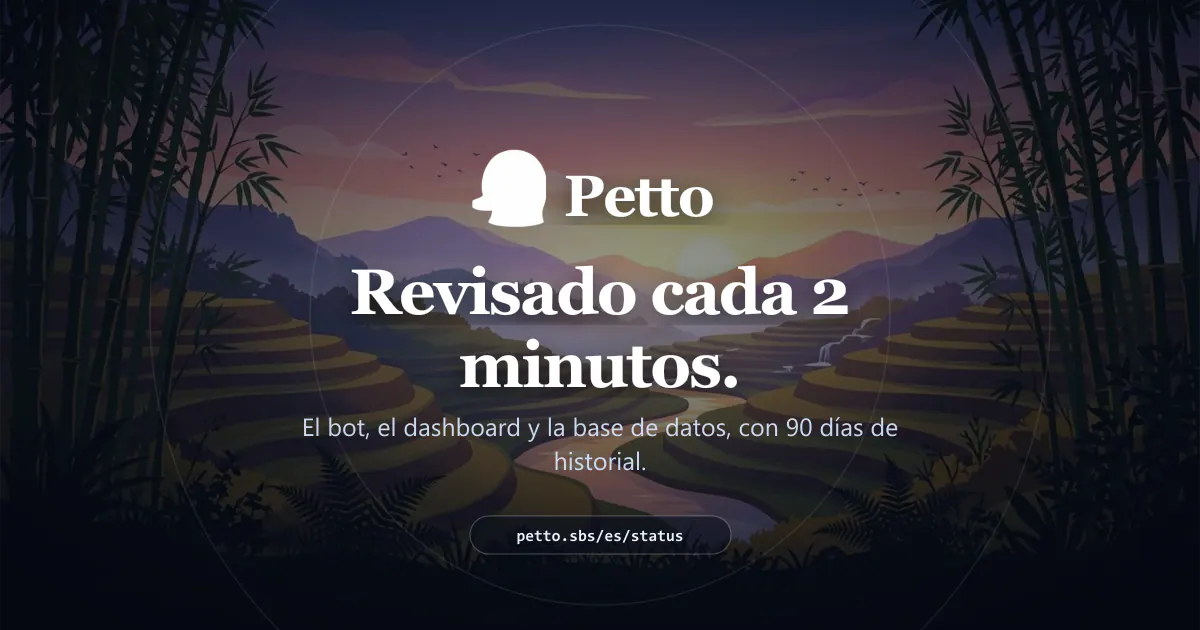 Petto
Revisado cada 2
minutos.
El bot, el dashboard y la base de datos, con 90 días de
historial.
petto.sbs/es/status